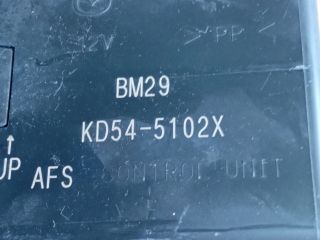 12V >PP<
BM29
KD54-5102X
↑
UP AFS CONTROL UNIT